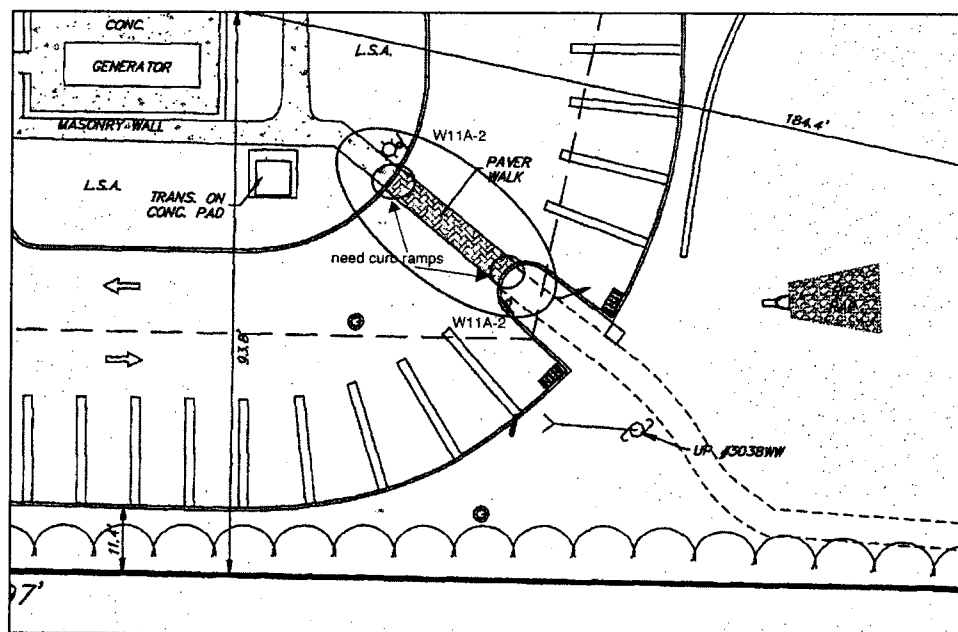 CONC.
GENERATOR
L.S.A.
MASONRY WALL
184.4'
W11A-2
PAVER
WALK
L.S.A.
TRANS. ON
CONC. PAD
need curb ramps
W11A-2
93.8'
UP #3038WW
11.4'
97'